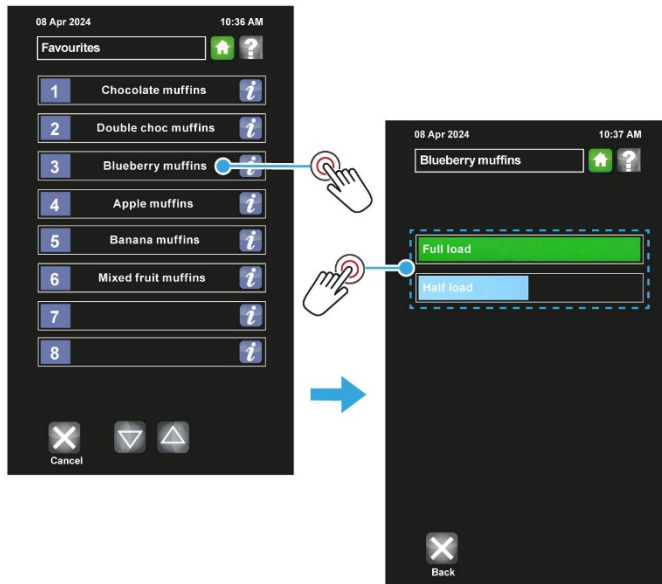 08 Apr 2024 10:36 AM
Favourites ?
1 Chocolate muffins i
2 Double choc muffins i
3 Blueberry muffins i
4 Apple muffins i
5 Banana muffins i
6 Mixed fruit muffins i
7 i
8 i
Cancel
08 Apr 2024 10:37 AM
Blueberry muffins ?
Full load
Half load
Back